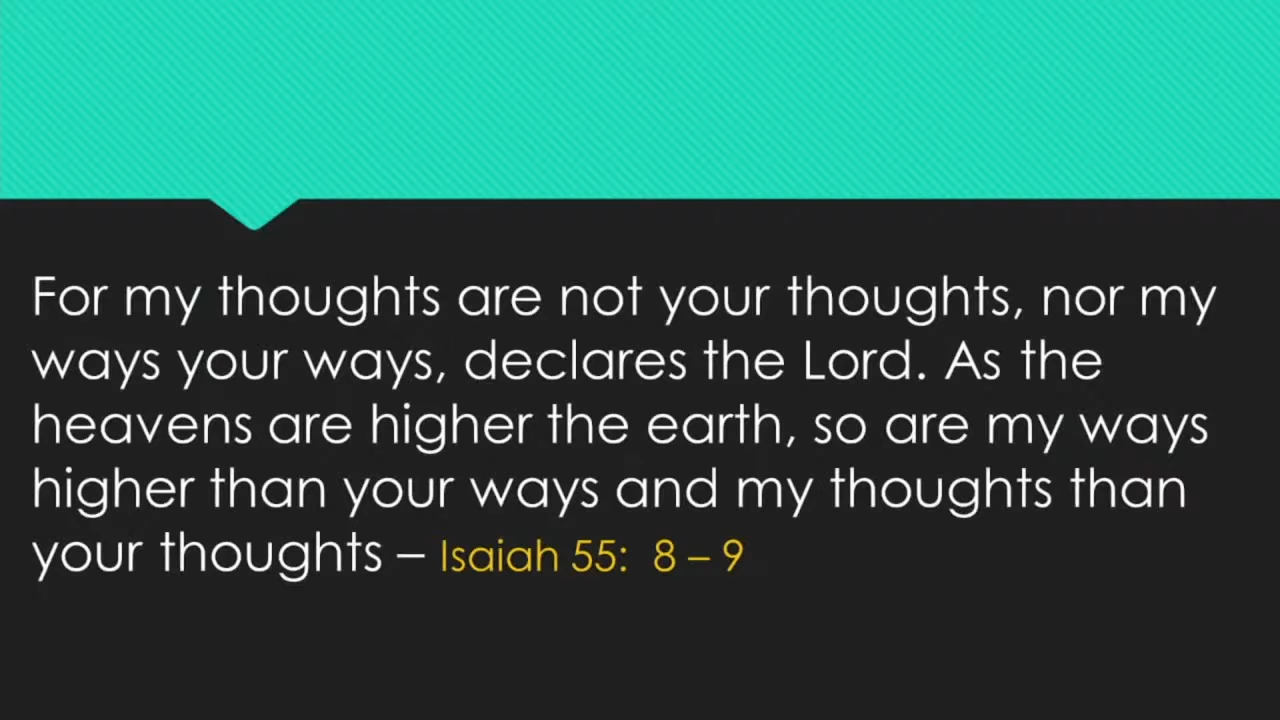 For my thoughts are not your thoughts, nor my
ways your ways, declares the Lord. As the
heavens are higher the earth, so are my ways
higher than your ways and my thoughts than
your thoughts – Isaiah 55:  8 – 9